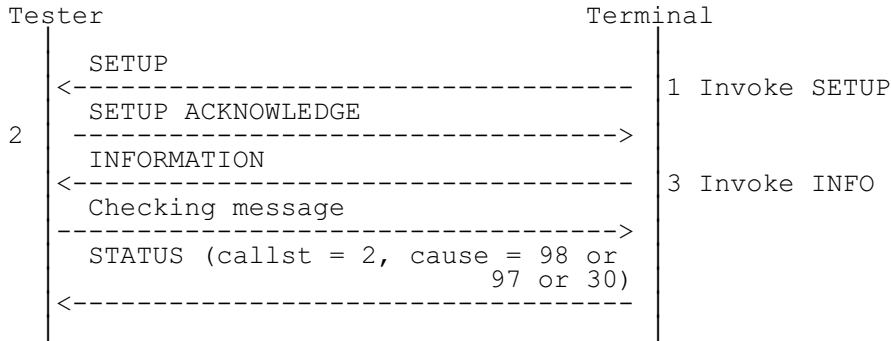 Tester Terminal
SETUP
1 Invoke SETUP
SETUP ACKNOWLEDGE
2
INFORMATION
3 Invoke INFO
Checking message
STATUS (callst = 2, cause = 98 or
97 or 30)